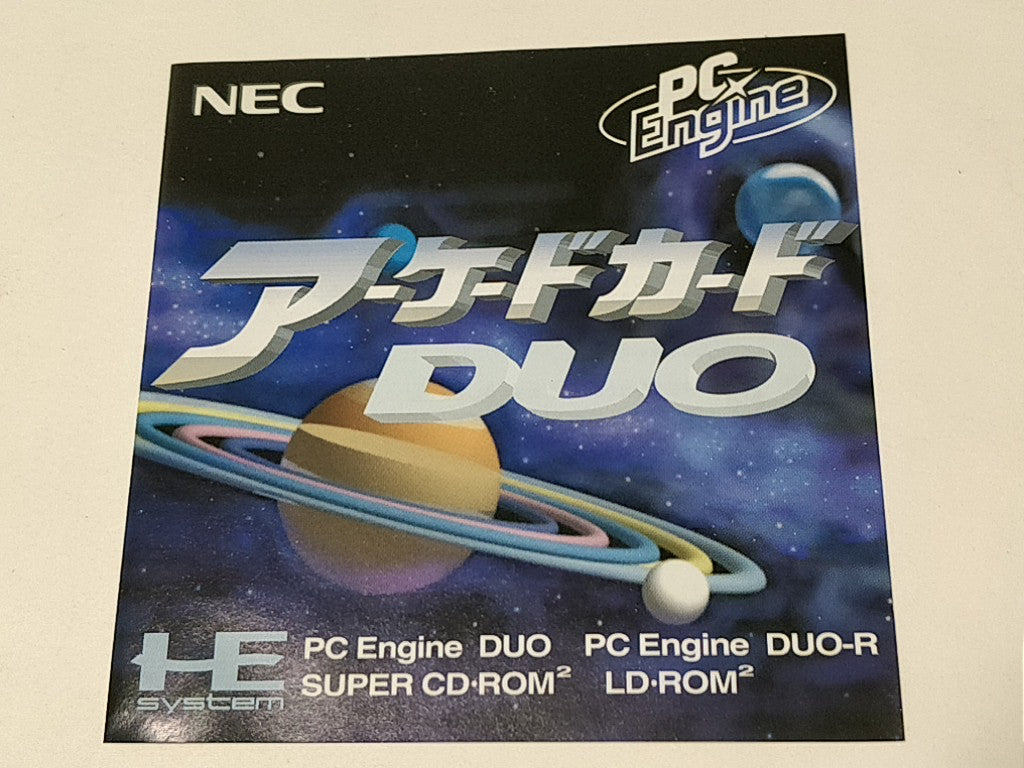 NEC
PC Engine
アーケードカード
DUO
HE system
PC Engine DUO PC Engine DUO-R
SUPER CD·ROM² LD·ROM²